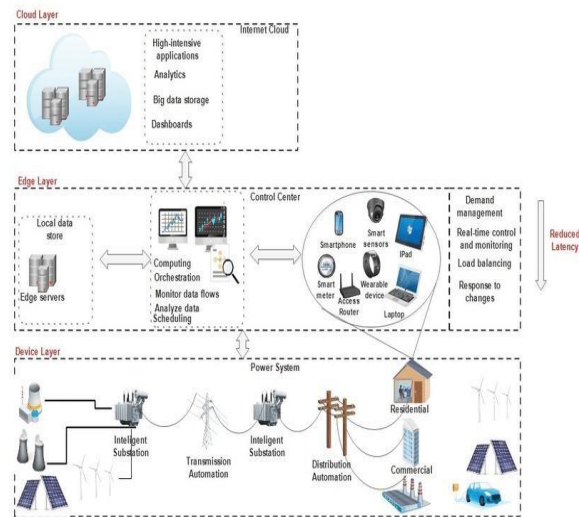 Cloud Layer
Internet Cloud
High-intensive
applications
Analytics
Big data storage
Dashboards
Edge Layer
Control Center
Local data
store
Edge servers
Computing
Orchestration
Monitor data flows
Analyze data
Scheduling
Smartphone
Smart
sensors
IPad
Smart
meter
Access
Router
Wearable
device
Laptop
Demand
management
Real-time control
and monitoring
Load balancing
Response to
changes
Reduced
Latency
Device Layer
Power System
Inteligent
Substation
Transmission
Automation
Inteligent
Substation
Distribution
Automation
Residential
Commercial